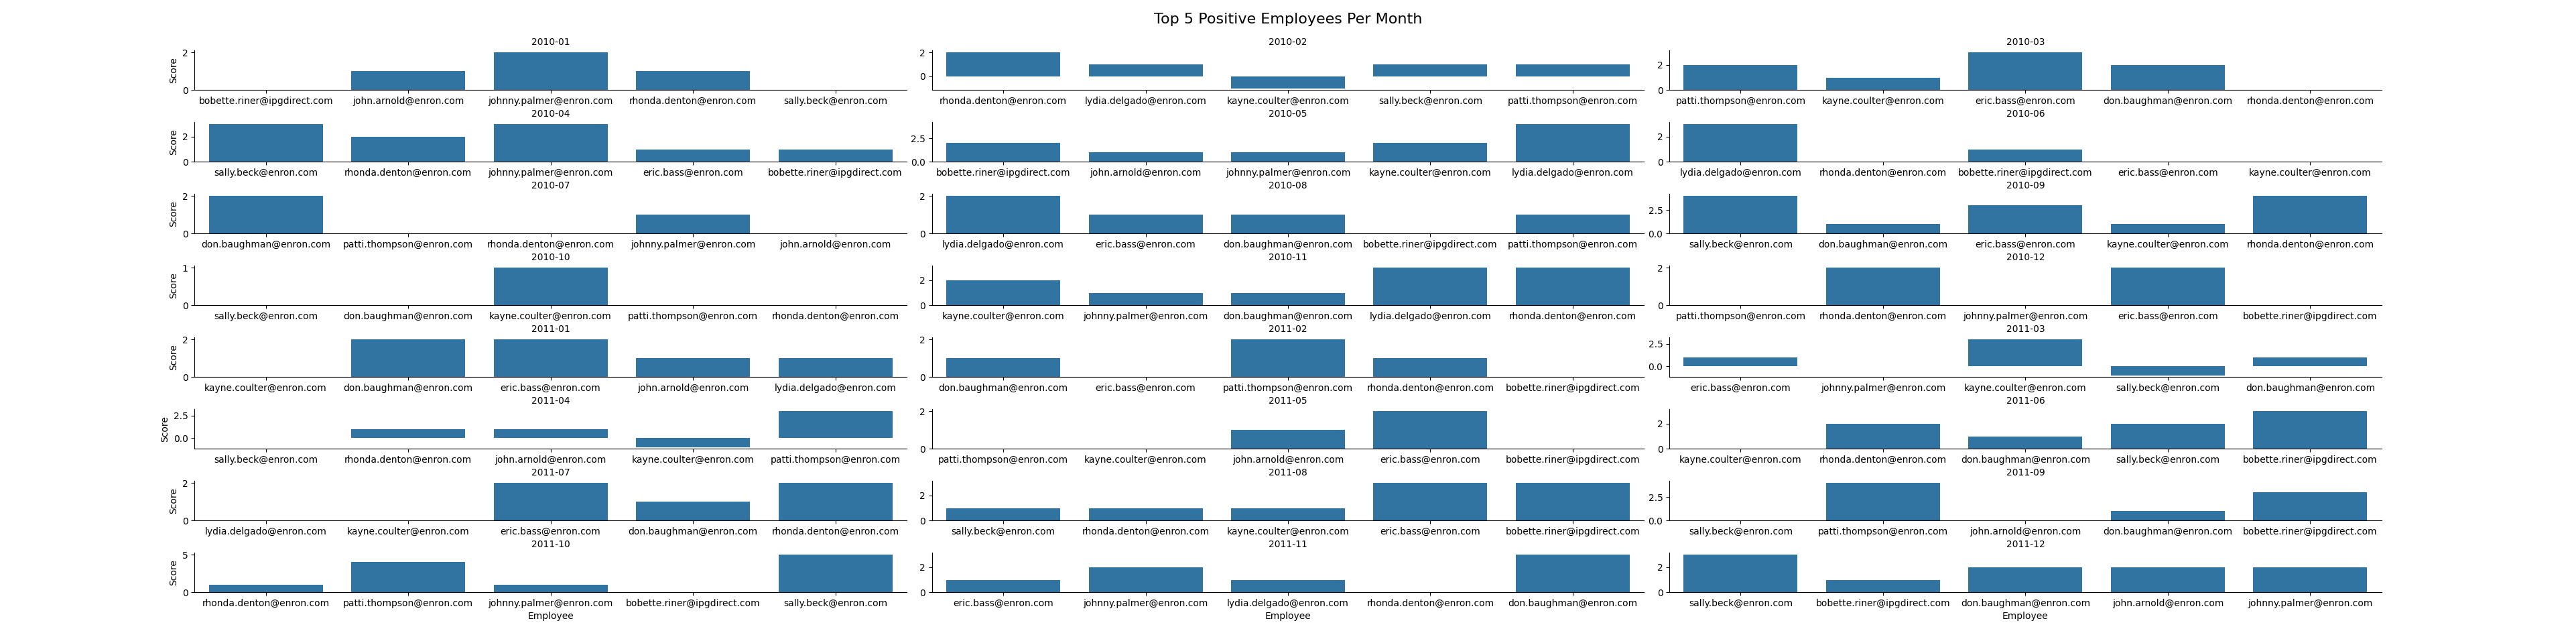 Top 5 Positive Employees Per Month
2010-01
2010-02
2010-03
Score
2
0
2
0
2
0
bobette.riner@ipgdirect.com john.arnold@enron.com johnny.palmer@enron.com rhonda.denton@enron.com sally.beck@enron.com
rhonda.denton@enron.com lydia.delgado@enron.com kayne.coulter@enron.com sally.beck@enron.com patti.thompson@enron.com
patti.thompson@enron.com kayne.coulter@enron.com eric.bass@enron.com don.baughman@enron.com rhonda.denton@enron.com
2010-04
2010-05
2010-06
Score
2
0
2.5
0.0
2
0
sally.beck@enron.com rhonda.denton@enron.com johnny.palmer@enron.com eric.bass@enron.com bobette.riner@ipgdirect.com
bobette.riner@ipgdirect.com john.arnold@enron.com johnny.palmer@enron.com kayne.coulter@enron.com lydia.delgado@enron.com
lydia.delgado@enron.com rhonda.denton@enron.com bobette.riner@ipgdirect.com eric.bass@enron.com kayne.coulter@enron.com
2010-07
2010-08
2010-09
Score
2
0
2
0
2.5
0.0
don.baughman@enron.com patti.thompson@enron.com rhonda.denton@enron.com johnny.palmer@enron.com john.arnold@enron.com
lydia.delgado@enron.com eric.bass@enron.com don.baughman@enron.com bobette.riner@ipgdirect.com patti.thompson@enron.com
sally.beck@enron.com don.baughman@enron.com eric.bass@enron.com kayne.coulter@enron.com rhonda.denton@enron.com
2010-10
2010-11
2010-12
Score
1
0
2
0
2
0
sally.beck@enron.com don.baughman@enron.com kayne.coulter@enron.com patti.thompson@enron.com rhonda.denton@enron.com
kayne.coulter@enron.com johnny.palmer@enron.com don.baughman@enron.com lydia.delgado@enron.com rhonda.denton@enron.com
patti.thompson@enron.com rhonda.denton@enron.com johnny.palmer@enron.com eric.bass@enron.com bobette.riner@ipgdirect.com
2011-01
2011-02
2011-03
Score
2
0
2
0
2.5
0.0
kayne.coulter@enron.com don.baughman@enron.com eric.bass@enron.com john.arnold@enron.com lydia.delgado@enron.com
don.baughman@enron.com eric.bass@enron.com patti.thompson@enron.com rhonda.denton@enron.com bobette.riner@ipgdirect.com
eric.bass@enron.com johnny.palmer@enron.com kayne.coulter@enron.com sally.beck@enron.com don.baughman@enron.com
2011-04
2011-05
2011-06
Score
2.5
0.0
2
0
2
0
sally.beck@enron.com rhonda.denton@enron.com john.arnold@enron.com kayne.coulter@enron.com patti.thompson@enron.com
patti.thompson@enron.com kayne.coulter@enron.com john.arnold@enron.com eric.bass@enron.com bobette.riner@ipgdirect.com
kayne.coulter@enron.com rhonda.denton@enron.com don.baughman@enron.com sally.beck@enron.com bobette.riner@ipgdirect.com
2011-07
2011-08
2011-09
Score
2
0
2
0
2.5
0.0
lydia.delgado@enron.com kayne.coulter@enron.com eric.bass@enron.com don.baughman@enron.com rhonda.denton@enron.com
sally.beck@enron.com rhonda.denton@enron.com kayne.coulter@enron.com eric.bass@enron.com bobette.riner@ipgdirect.com
sally.beck@enron.com patti.thompson@enron.com john.arnold@enron.com don.baughman@enron.com bobette.riner@ipgdirect.com
2011-10
2011-11
2011-12
Score
5
0
2
0
2
0
rhonda.denton@enron.com patti.thompson@enron.com johnny.palmer@enron.com bobette.riner@ipgdirect.com sally.beck@enron.com
eric.bass@enron.com johnny.palmer@enron.com lydia.delgado@enron.com rhonda.denton@enron.com don.baughman@enron.com
sally.beck@enron.com bobette.riner@ipgdirect.com don.baughman@enron.com john.arnold@enron.com johnny.palmer@enron.com
Employee
Employee
Employee